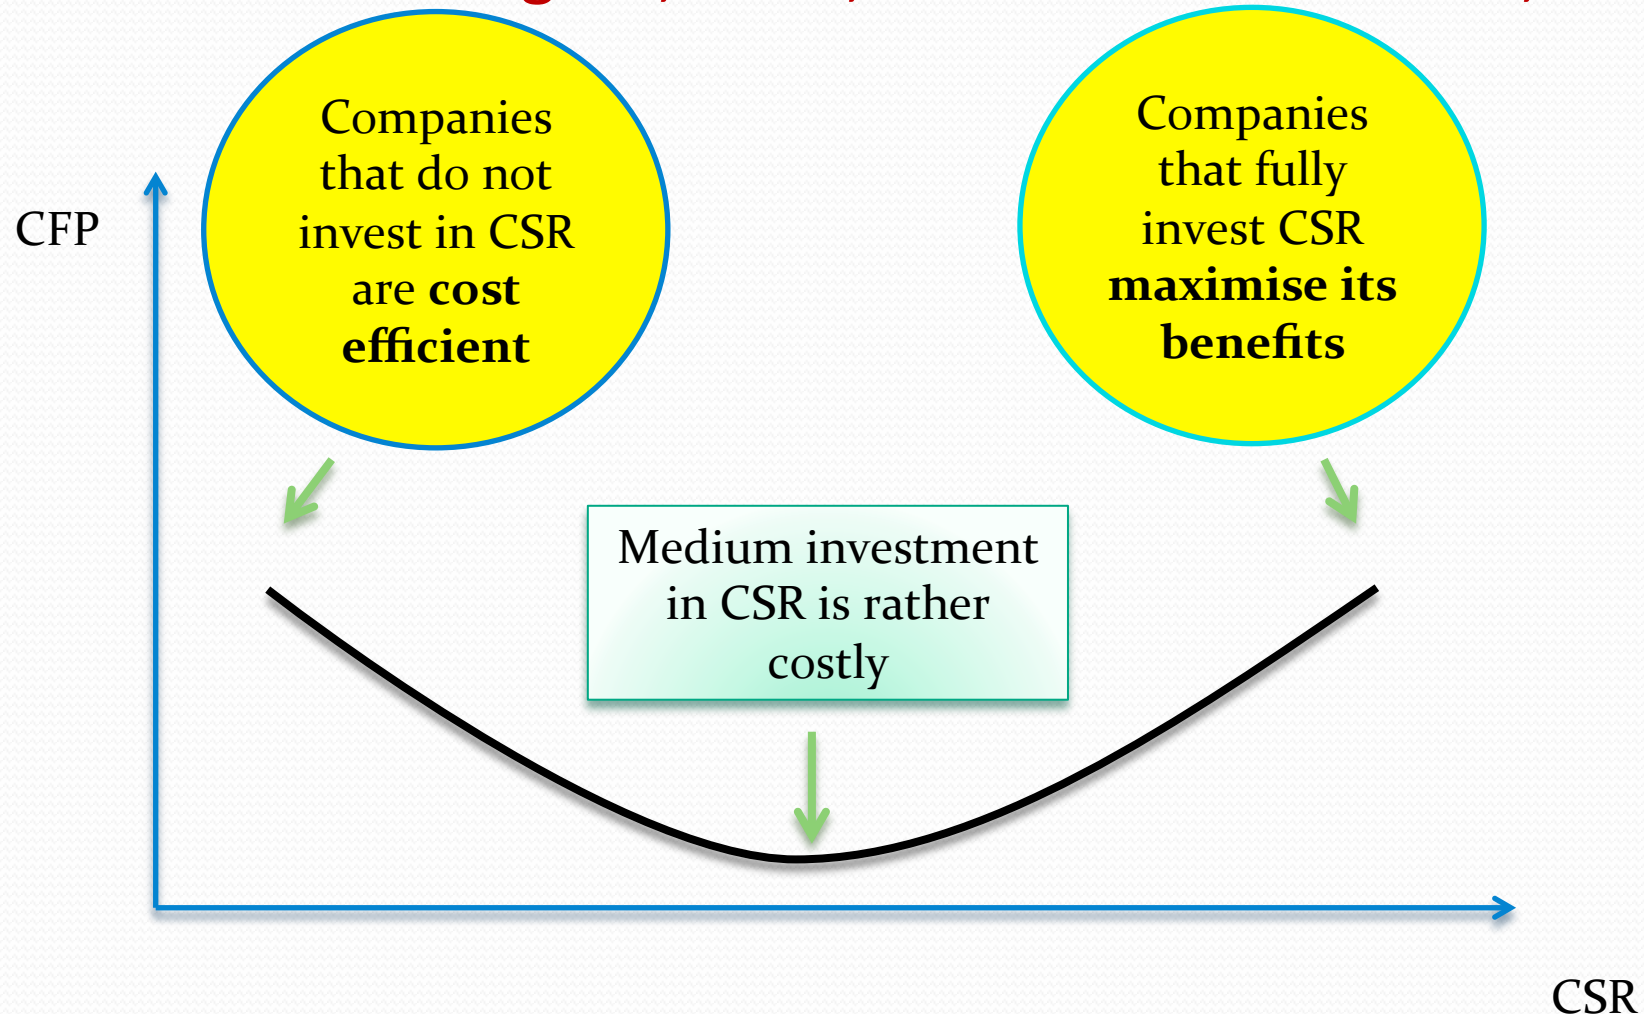 Companies
that do not
invest in CSR
are cost
efficient
Companies
that fully
invest CSR
maximise its
benefits
CFP
Medium investment
in CSR is rather
costly
CSR